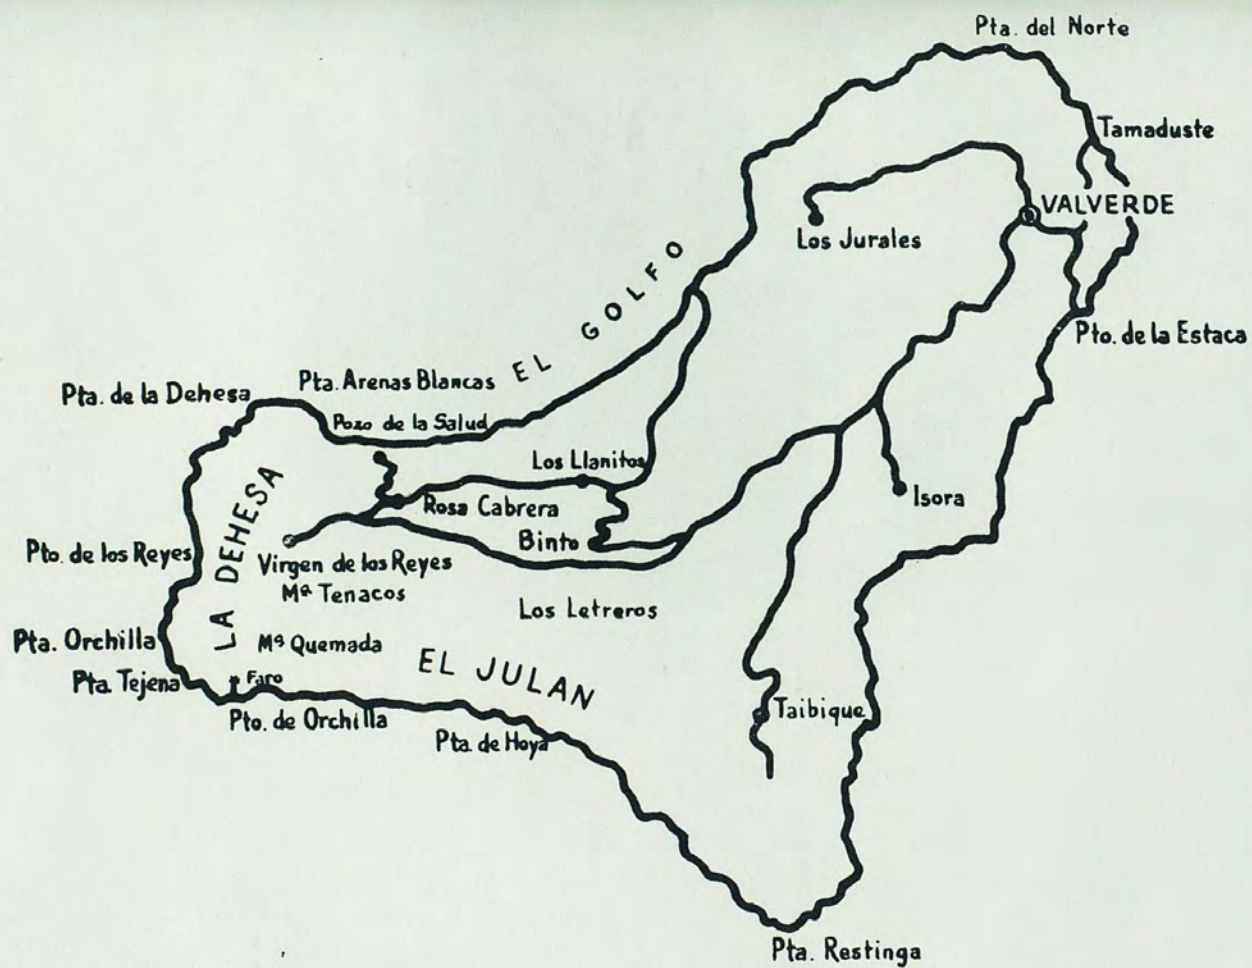 Pta. del Norte
Tamaduste
VALVERDE
Los Jurales
EL GOLFO
Pto. de la Estaca
Pta. Arenas Blancas
Pta. de la Dehesa
Pozo de la Salud
Los Llanitos
Rosa Cabrera
Isora
LA DEHESA
Binto
Pto. de los Reyes
Virgen de los Reyes
Mª Tenacos
Los Letreros
Pta. Orchilla
Mª Quemada
EL JULAN
Pta. Tejena
Faro
Taibique
Pto. de Orchilla
Pta. de Hoya
Pta. Restinga